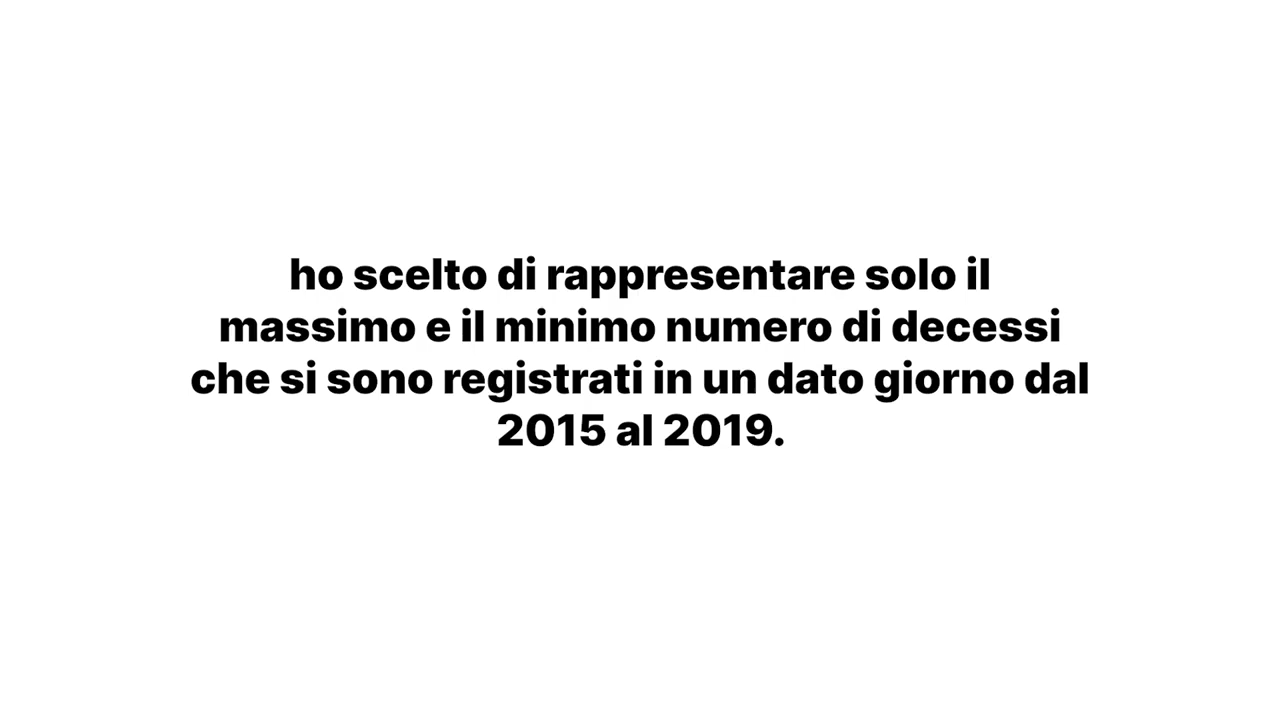 ho scelto di rappresentare solo il
massimo e il minimo numero di decessi
che si sono registrati in un dato giorno dal
2015 al 2019.